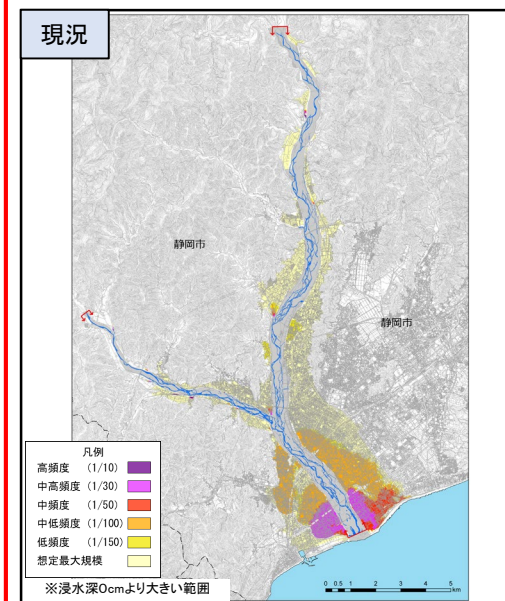 現況
静岡市
静岡市
凡例
高頻度 (1/10)
中高頻度 (1/30)
中頻度 (1/50)
中低頻度 (1/100)
低頻度 (1/150)
想定最大規模
※浸水深0cmより大きい範囲
0 0.5 1 2 3 4 5
km